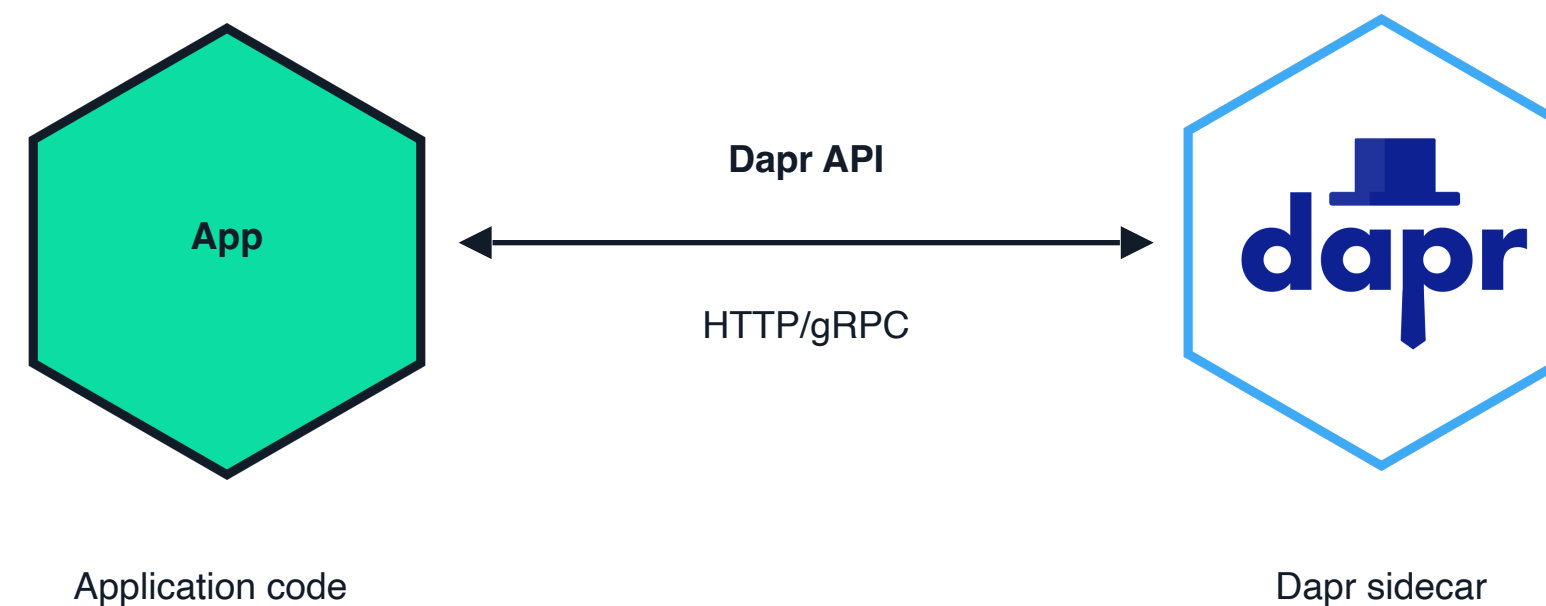 Dapr API
App
dapr
HTTP/gRPC
Application code
Dapr sidecar